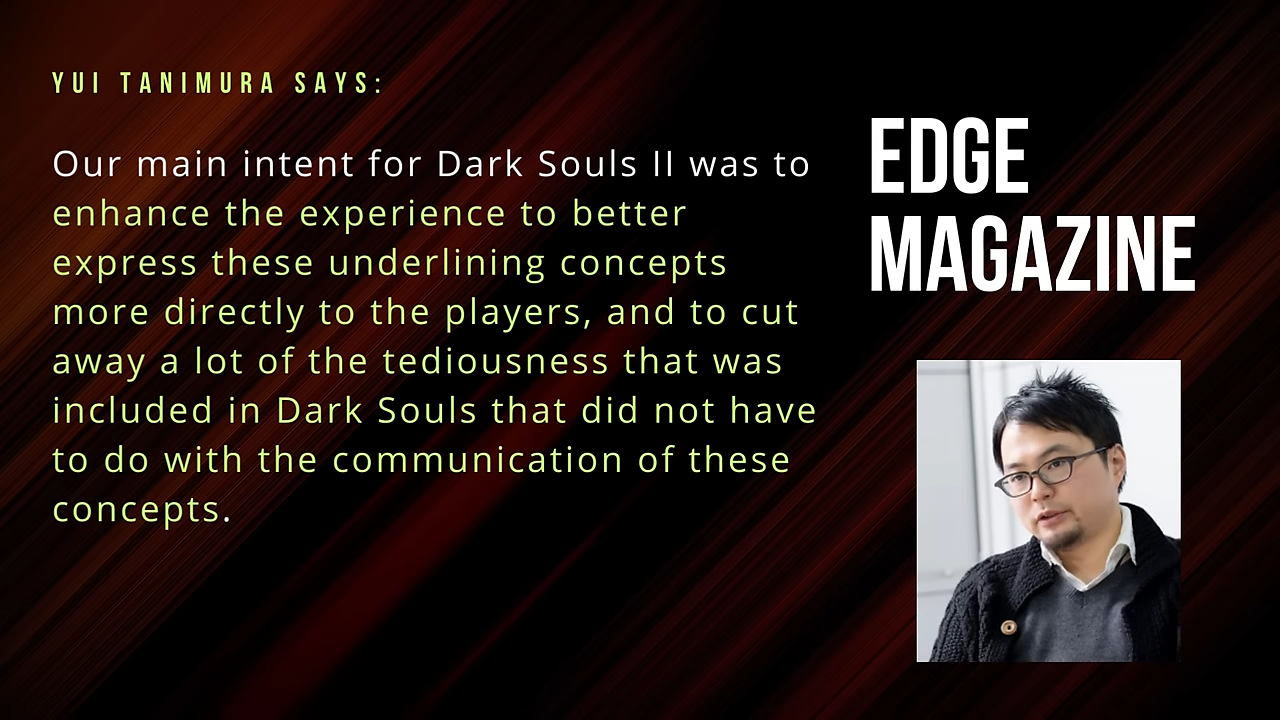 YUI TANIMURA SAYS:
Our main intent for Dark Souls II was to
enhance the experience to better
express these underlining concepts
more directly to the players, and to cut
away a lot of the tediousness that was
included in Dark Souls that did not have
to do with the communication of these
concepts.
EDGE
MAGAZINE